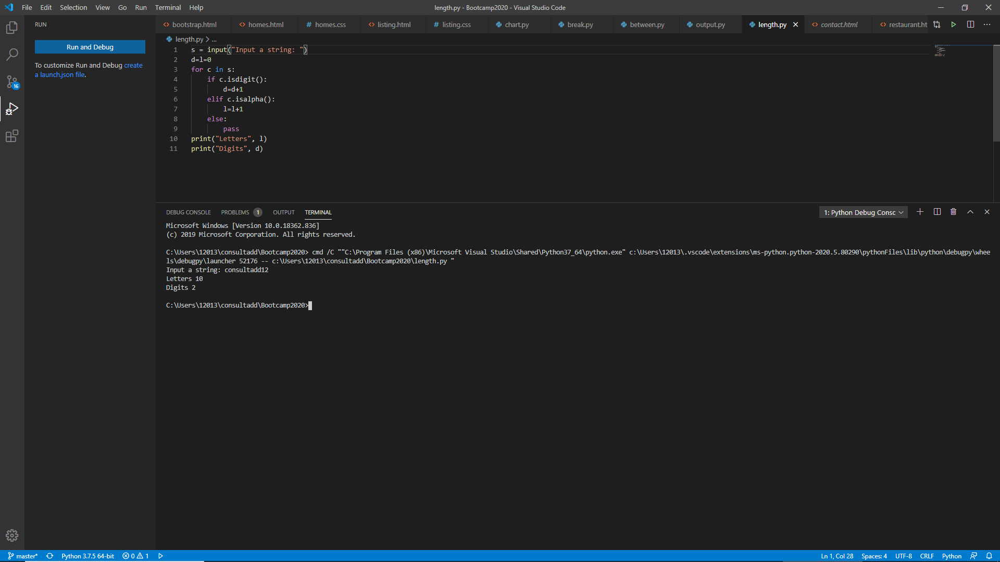 File Edit Selection View Go Run Terminal Help
length.py - Bootcamp2020 - Visual Studio Code
RUN
Run and Debug
To customize Run and Debug create
a launch.json file.
16
bootstrap.html homes.html homes.css listing.html listing.css chart.py break.py between.py output.py length.py contact.html restaurant.ht
length.py > ...
1 s = input("Input a string: ")
2 d=l=0
3 for c in s:
4 if c.isdigit():
5 d=d+1
6 elif c.isalpha():
7 l=l+1
8 else:
9 pass
10 print("Letters", l)
11 print("Digits", d)
DEBUG CONSOLE PROBLEMS 1 OUTPUT TERMINAL
1: Python Debug Consc
Microsoft Windows [Version 10.0.18362.836]
(c) 2019 Microsoft Corporation. All rights reserved.
C:\Users\12013\consultadd\Bootcamp2020> cmd /C ""C:\Program Files (x86)\Microsoft Visual Studio\Shared\Python37_64\python.exe" c:\Users\12013\.vscode\extensions\ms-python.python-2020.5.80290\pythonFiles\lib\python\debugpy\whee
ls\debugpy\launcher 52176 -- c:\Users\12013\consultadd\Bootcamp2020\length.py "
Input a string: consultadd12
Letters 10
Digits 2
C:\Users\12013\consultadd\Bootcamp2020>
master* Python 3.7.5 64-bit 0 1
Ln 1, Col 28 Spaces: 4 UTF-8 CRLF Python